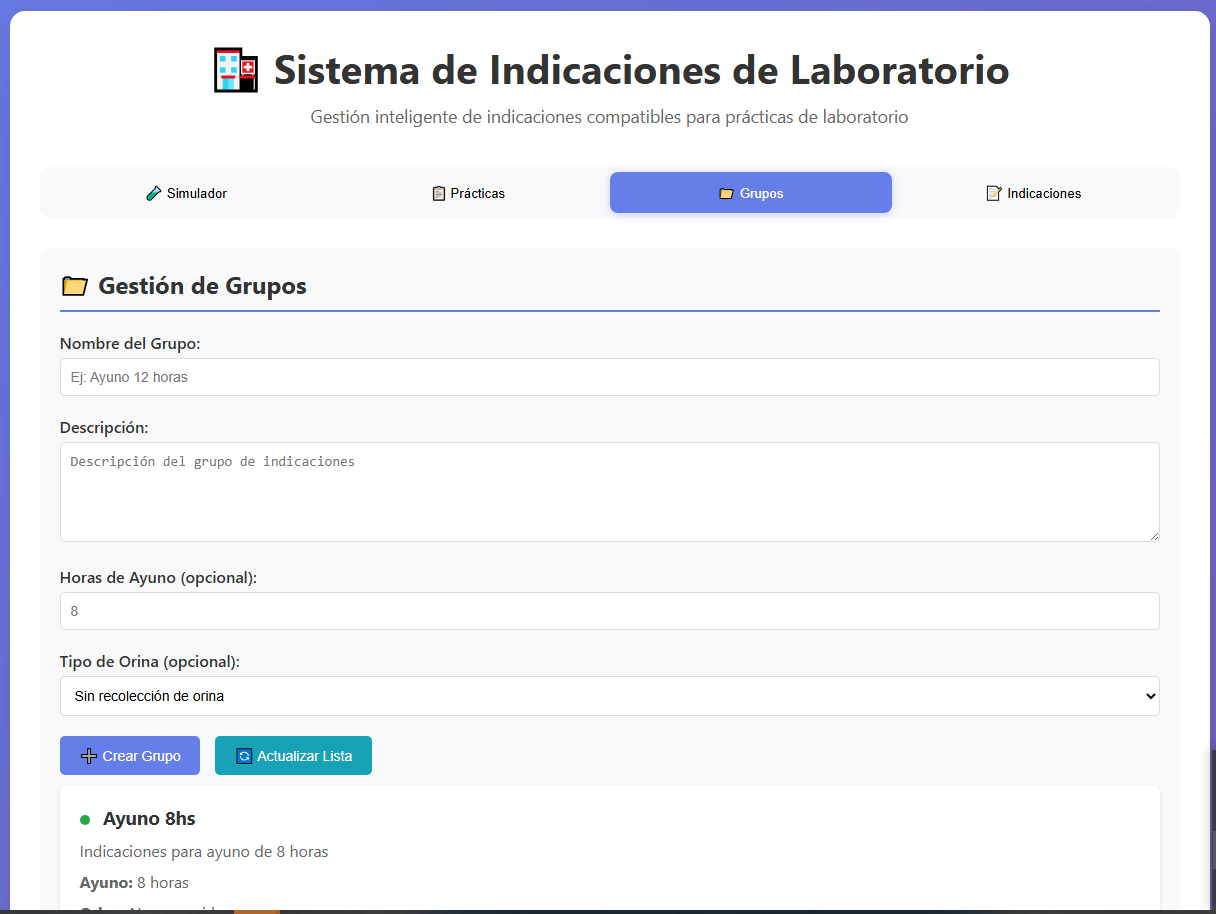 Sistema de Indicaciones de Laboratorio
Gestión inteligente de indicaciones compatibles para prácticas de laboratorio
Simulador
Prácticas
Grupos
Indicaciones
Gestión de Grupos
Nombre del Grupo:
Ej: Ayuno 12 horas
Descripción:
Descripción del grupo de indicaciones
Horas de Ayuno (opcional):
8
Tipo de Orina (opcional):
Sin recolección de orina
Crear Grupo
Actualizar Lista
Ayuno 8hs
Indicaciones para ayuno de 8 horas
Ayuno: 8 horas